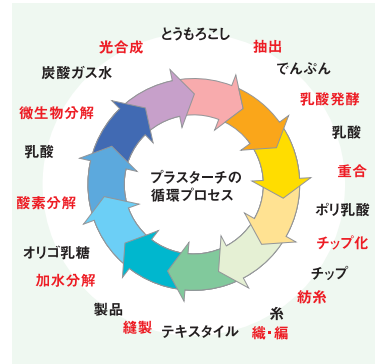 とうもろこし
抽出
でんぷん
乳酸発酵
乳酸
重合
ポリ乳酸
チップ化
チップ
紡糸
糸
織・編
テキスタイル
縫製
製品
加水分解
オリゴ乳糖
酸素分解
乳酸
微生物分解
炭酸ガス水
光合成
プラスターチの
循環プロセス